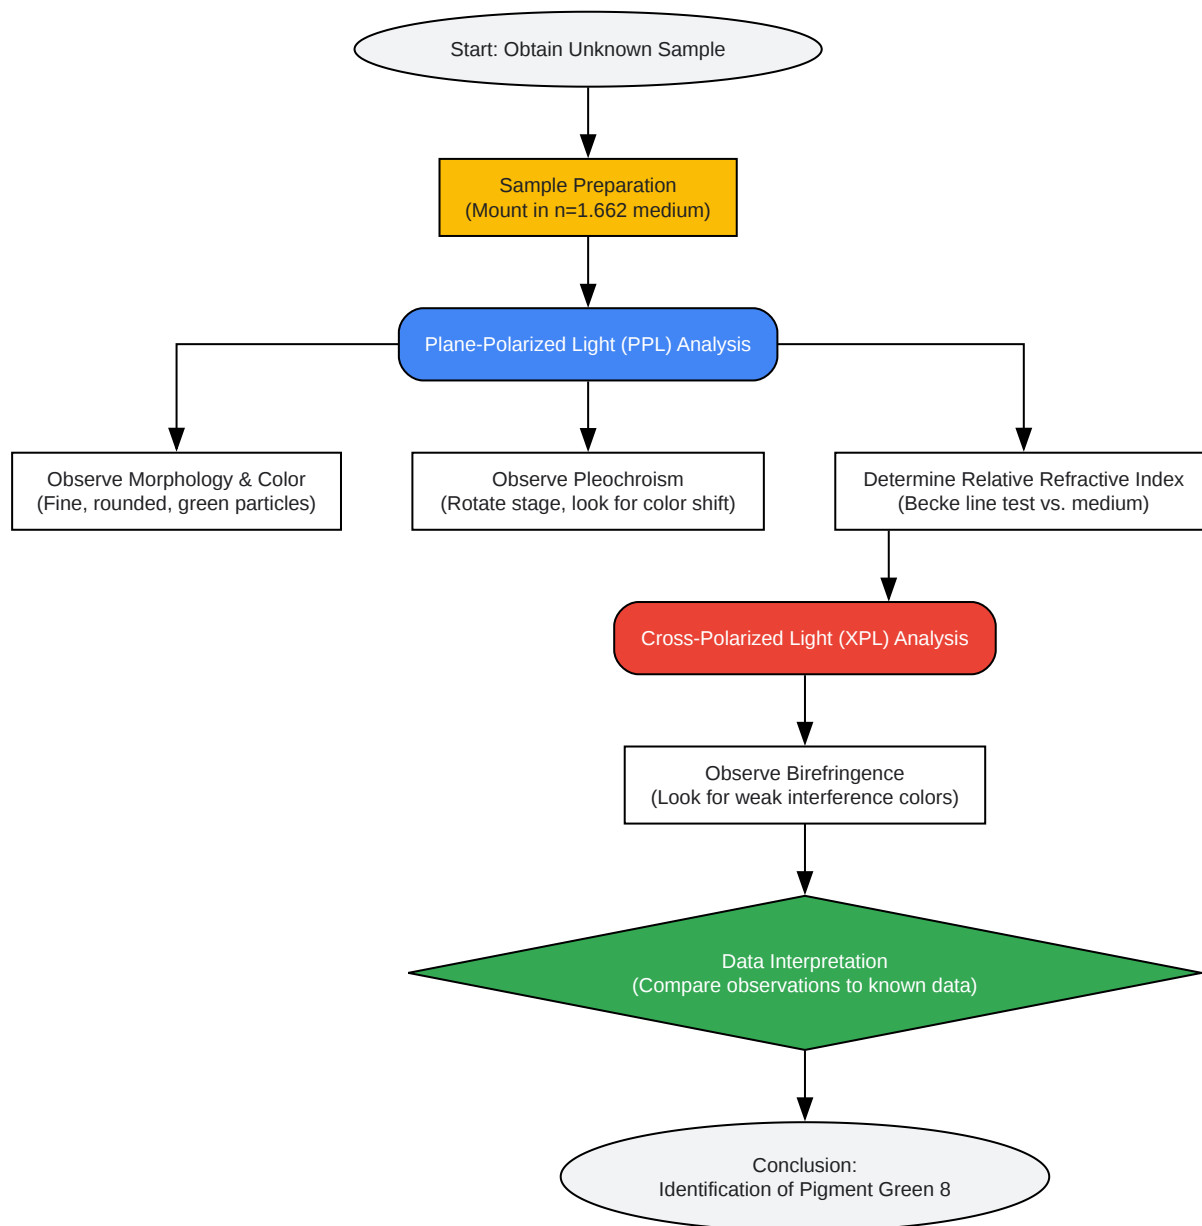 Start: Obtain Unknown Sample
Sample Preparation
(Mount in n=1.662 medium)
Plane-Polarized Light (PPL) Analysis
Observe Morphology & Color
(Fine, rounded, green particles)
Observe Pleochroism
(Rotate stage, look for color shift)
Determine Relative Refractive Index
(Becke line test vs. medium)
Cross-Polarized Light (XPL) Analysis
Observe Birefringence
(Look for weak interference colors)
Data Interpretation
(Compare observations to known data)
Conclusion:
Identification of Pigment Green 8